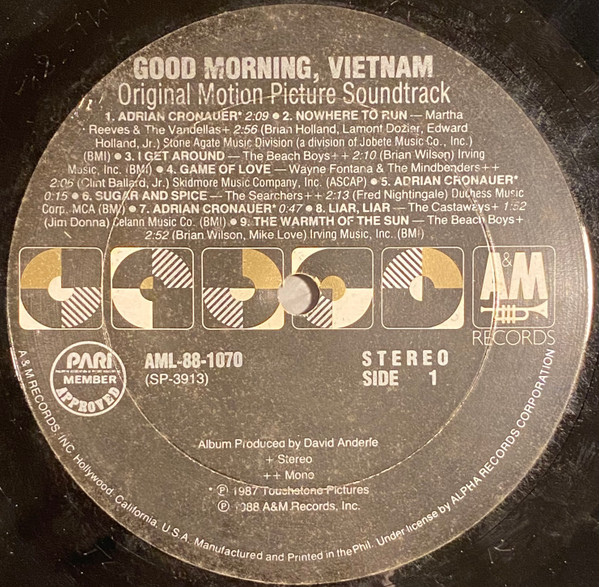 GOOD MORNING, VIETNAM
Original Motion Picture Soundtrack
1. ADRIAN CRONAUER* 2:09 ● 2. NOWHERE TO RUN — Martha
Reeves & The Vandellas+ 2:56 (Brian Holland, Lamont Dozier, Edward
Holland, Jr.) Stone Agate Music Division (a division of Jobete Music Co., Inc.)
(BMI) ● 3. I GET AROUND — The Beach Boys++ 2:10 (Brian Wilson) Irving
Music, Inc. (BMI) ● 4. GAME OF LOVE — Wayne Fontana & The Mindbenders++
2:06 (Clint Ballard, Jr.) Skidmore Music Company, Inc. (ASCAP) ● 5. ADRIAN CRONAUER*
0:15 ● 6. SUGAR AND SPICE — The Searchers++ 2:13 (Fred Nightingale) Duchess Music
Corp. MCA (BMI) ● 7. ADRIAN CRONAUER* 0:47 ● 8. LIAR, LIAR — The Castaways+ 1:52
(Jim Donna) Celann Music Co. (BMI) ● 9. THE WARMTH OF THE SUN — The Beach Boys+
2:52 (Brian Wilson, Mike Love) Irving Music, Inc. (BMI)
A&M
RECORDS
PARI
MEMBER
APPROVED
AML-88-1070
(SP-3913)
STEREO
SIDE 1
Album Produced by David Anderle
+ Stereo
++ Mono
* ℗ 1987 Touchstone Pictures
℗ 1988 A&M Records, Inc.
A & M RECORDS, INC. Hollywood, California, U.S.A. Manufactured and Printed in the Phil. Under license by ALPHA RECORDS CORPORATION